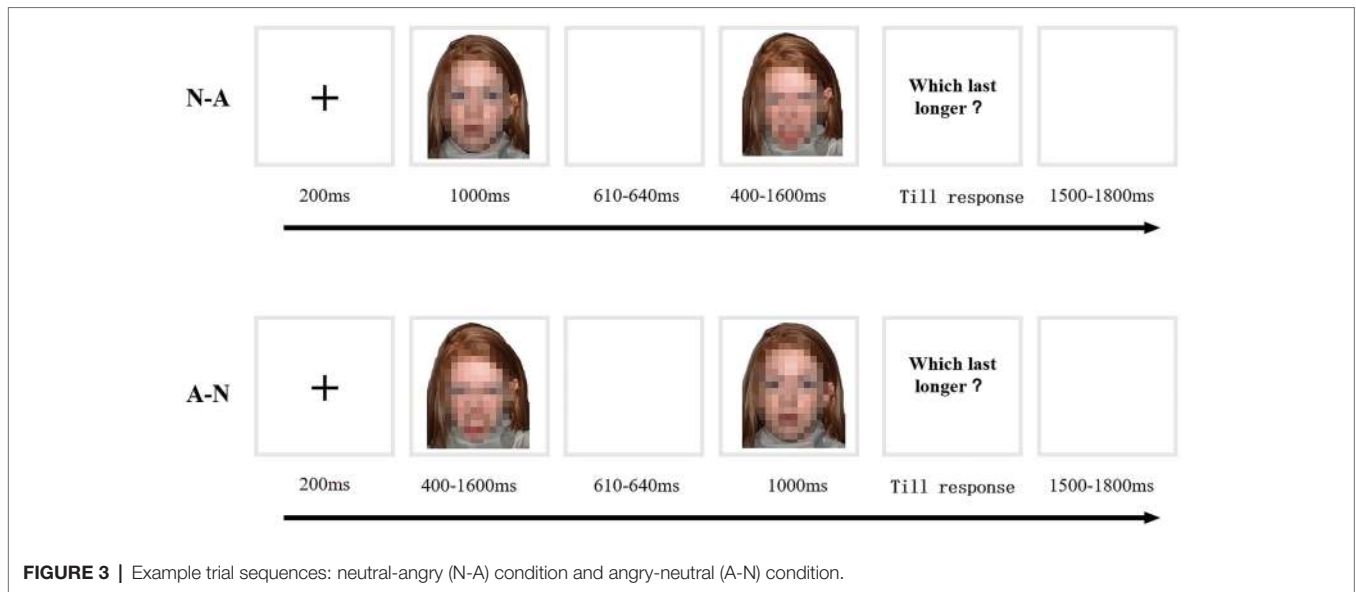 N-A
+
Which last
longer ?
200ms 1000ms 610-640ms 400-1600ms Till response 1500-1800ms
A-N
+
Which last
longer ?
200ms 400-1600ms 610-640ms 1000ms Till response 1500-1800ms
FIGURE 3 | Example trial sequences: neutral-angry (N-A) condition and angry-neutral (A-N) condition.